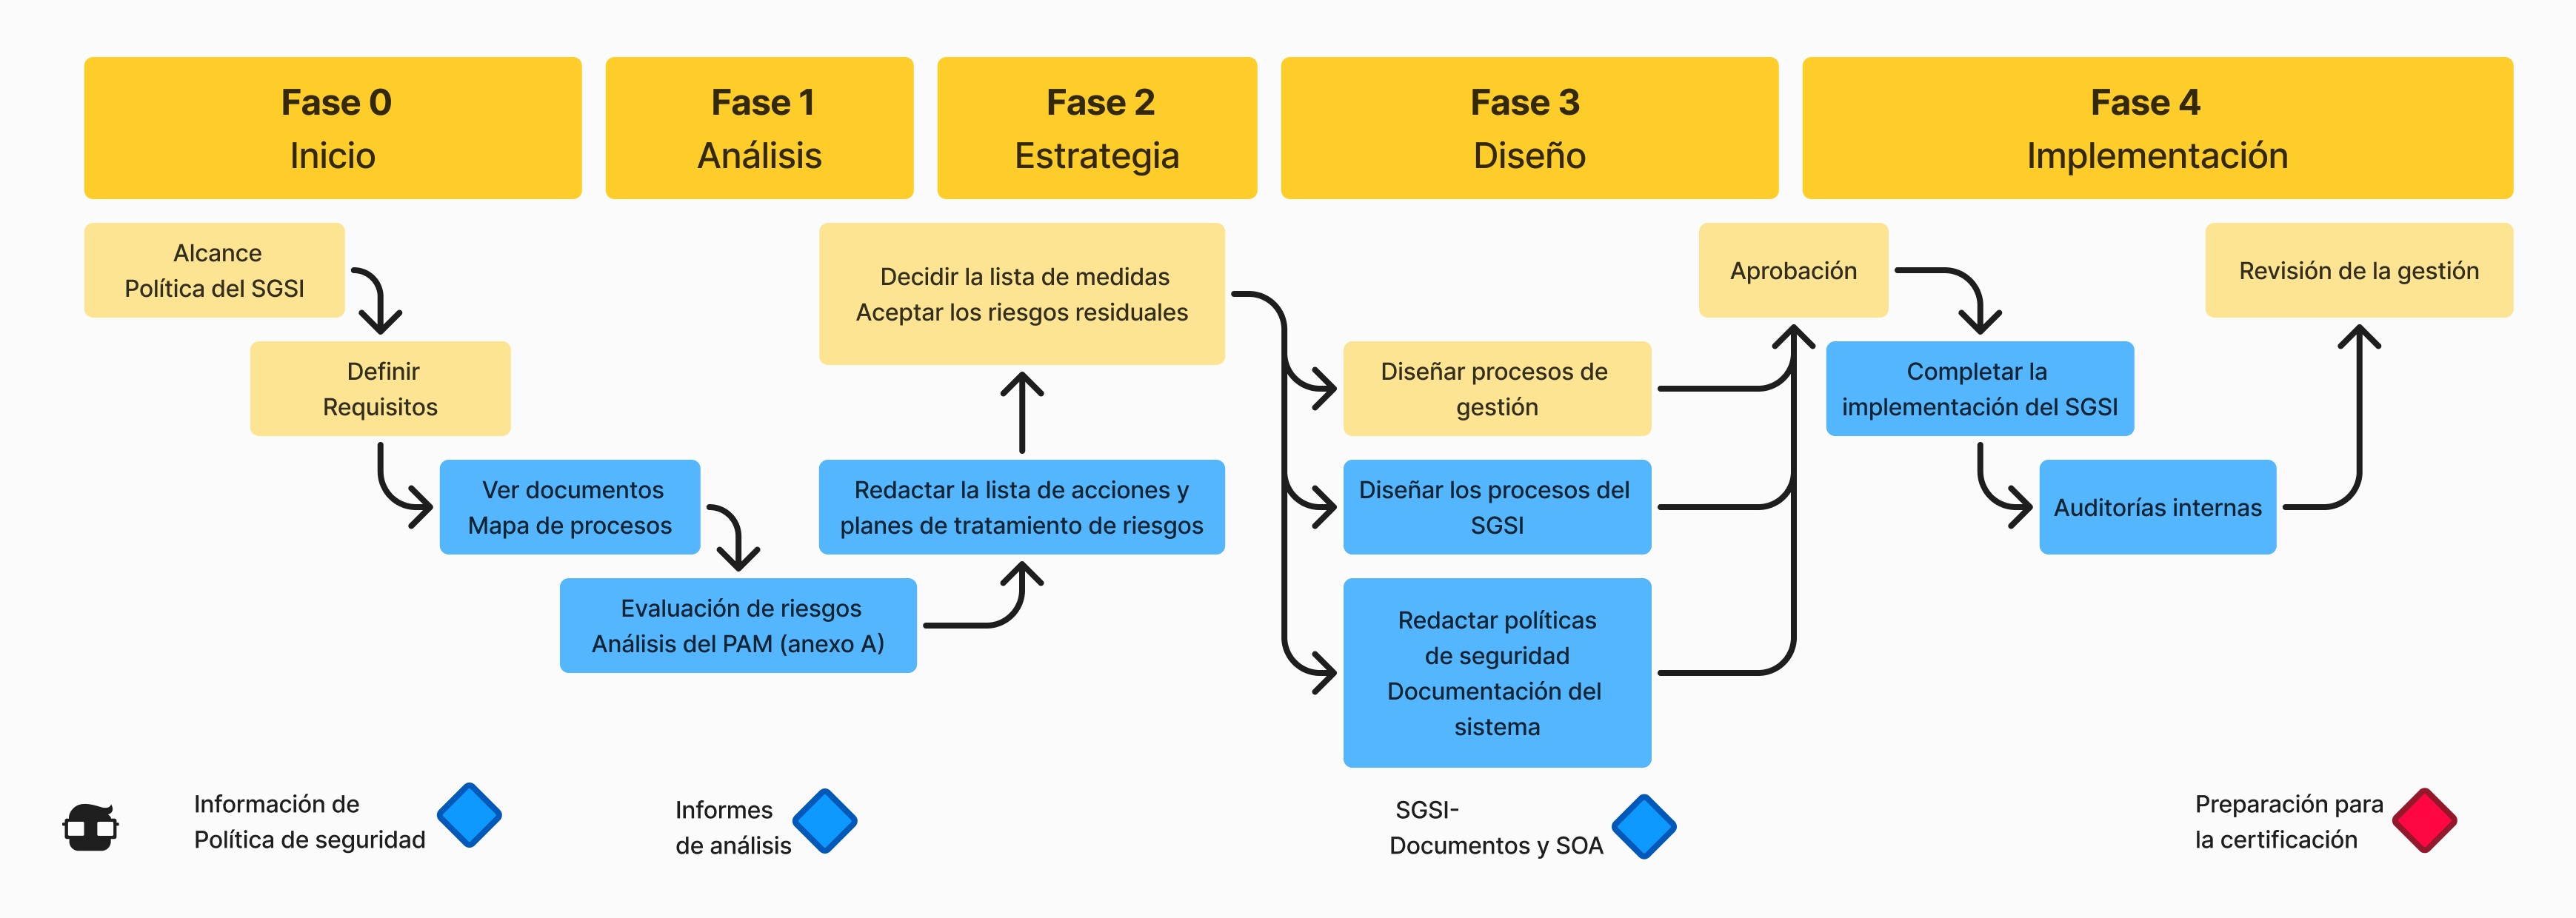 Fase 0
Inicio
Fase 1
Análisis
Fase 2
Estrategia
Fase 3
Diseño
Fase 4
Implementación
Alcance
Política del SGSI
Definir
Requisitos
Ver documentos
Mapa de procesos
Evaluación de riesgos
Análisis del PAM (anexo A)
Redactar la lista de acciones y
planes de tratamiento de riesgos
Decidir la lista de medidas
Aceptar los riesgos residuales
Diseñar procesos de
gestión
Diseñar los procesos del
SGSI
Redactar políticas
de seguridad
Documentación del
sistema
Aprobación
Completar la
implementación del SGSI
Auditorías internas
Revisión de la gestión
Información de
Política de seguridad
Informes
de análisis
SGSI-
Documentos y SOA
Preparación para
la certificación